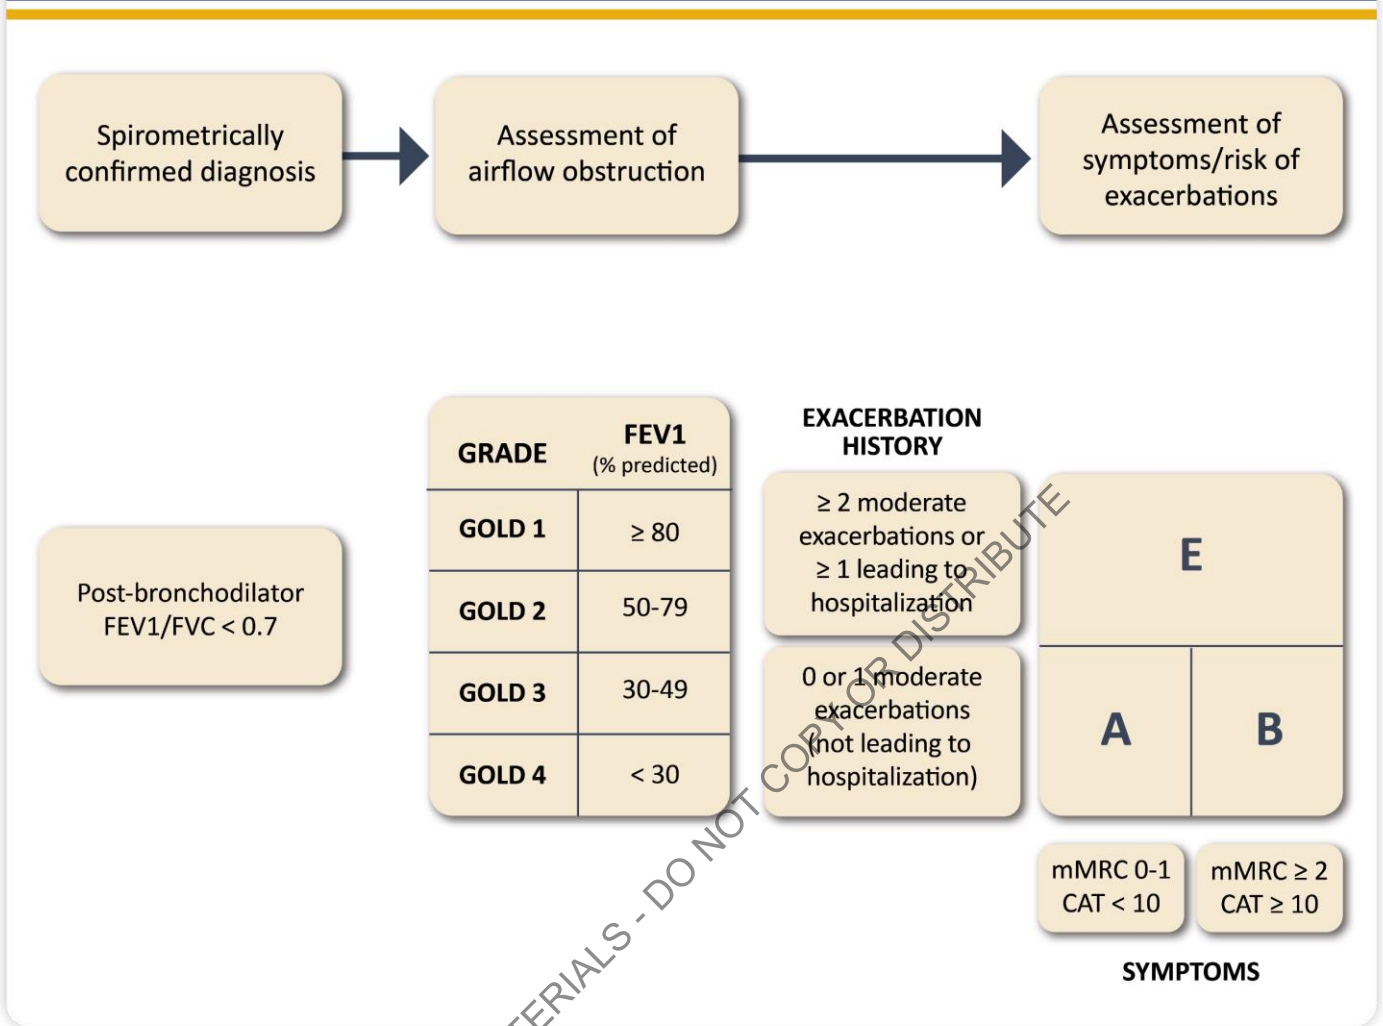 Spirometrically
confirmed diagnosis
Assessment of
airflow obstruction
Assessment of
symptoms/risk of
exacerbations
Post-bronchodilator
FEV1/FVC < 0.7
GRADE
FEV1
(% predicted)
GOLD 1
≥ 80
GOLD 2
50-79
GOLD 3
30-49
GOLD 4
< 30
EXACERBATION
HISTORY
≥ 2 moderate
exacerbations or
≥ 1 leading to
hospitalization
0 or 1 moderate
exacerbations
(not leading to
hospitalization)
E
A
B
mMRC 0-1
CAT < 10
mMRC ≥ 2
CAT ≥ 10
SYMPTOMS
TERIALS - DO NOT COPY OR DISTRIBUTE